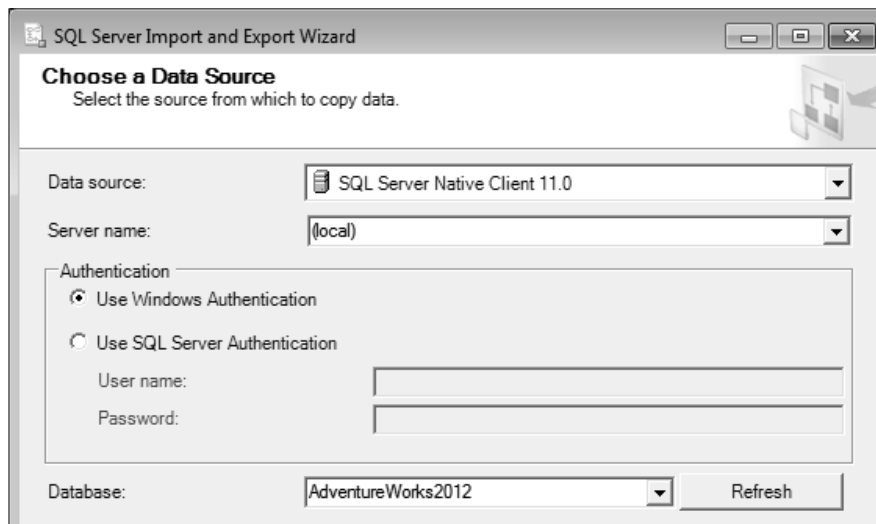 SQL Server Import and Export Wizard
Choose a Data Source
Select the source from which to copy data.
Data source: SQL Server Native Client 11.0
Server name: (local)
Authentication
Use Windows Authentication
Use SQL Server Authentication
User name:
Password:
Database: AdventureWorks2012 Refresh